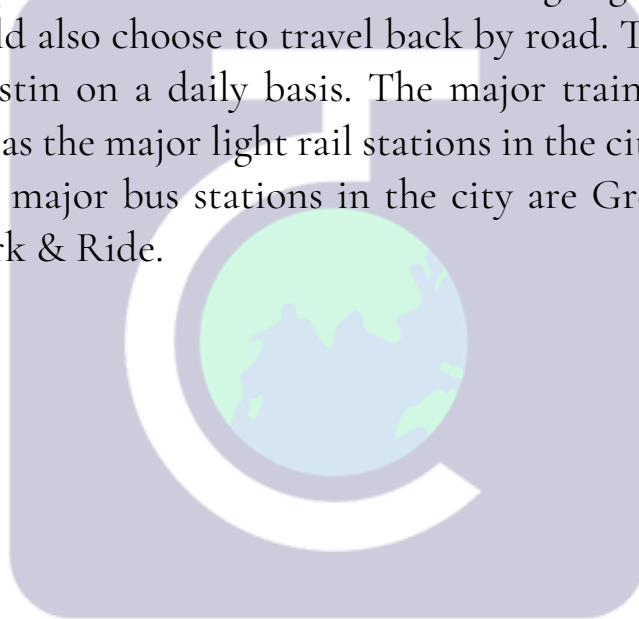 ld also choose to travel back by road. T
stin on a daily basis. The major train
as the major light rail stations in the cit
major bus stations in the city are Gr
rk & Ride.